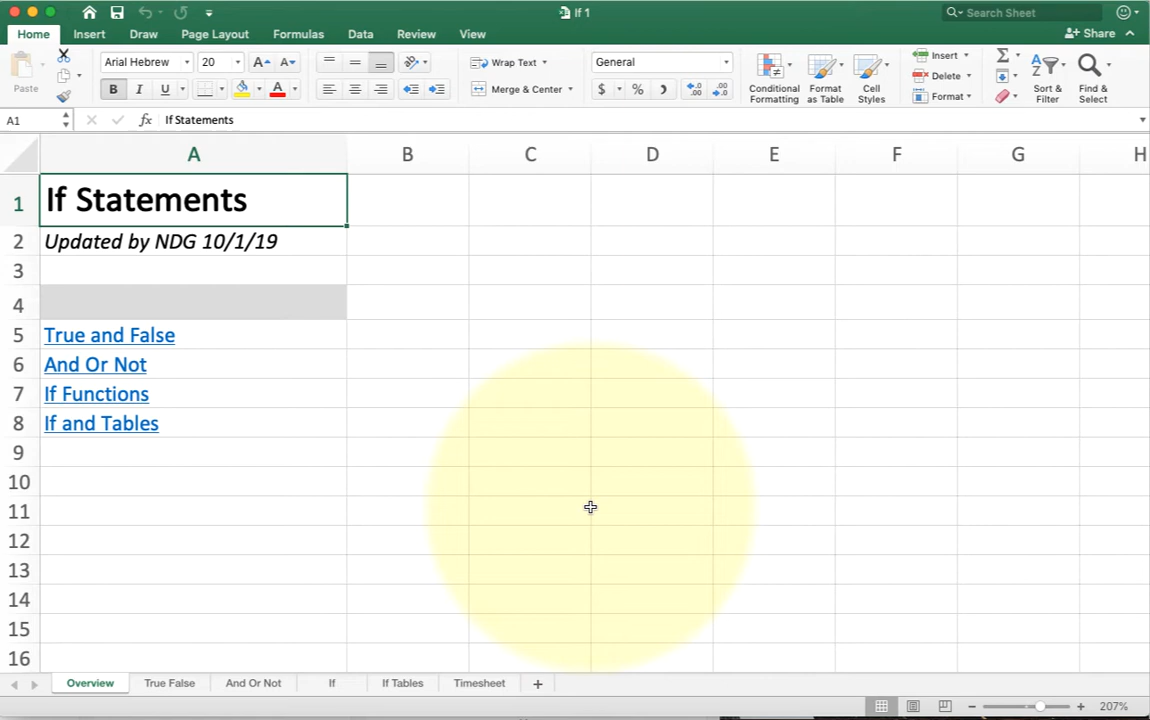 If 1
Search Sheet
Home Insert Draw Page Layout Formulas Data Review View Share
Paste Arial Hebrew 20 A A Wrap Text General Conditional Formatting Format as Table Cell Styles Insert Delete Format Sort & Filter Find & Select
B I U A Merge & Center $ %
A1 fx If Statements
A B C D E F G H
1 If Statements
2 Updated by NDG 10/1/19
3
4
5 True and False
6 And Or Not
7 If Functions
8 If and Tables
9
10
11
12
13
14
15
16
Overview True False And Or Not If If Tables Timesheet
207%